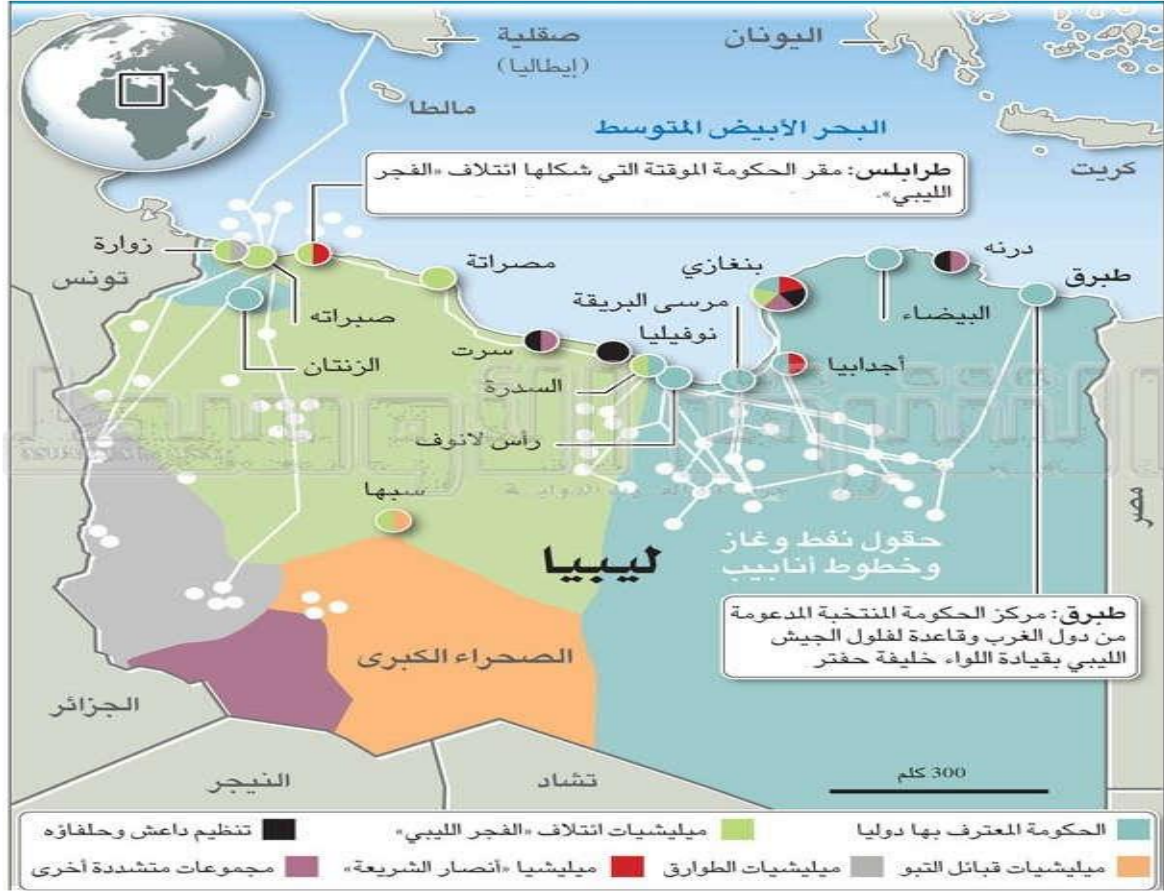 صقلية
(إيطاليا)
اليونان
مالطا
البحر الأبيض المتوسط
كريت
طرابلس: مقر الحكومة الموقتة التي شكلها ائتلاف «الفجر
الليبي».
زوارة
تونس
مصراتة
بنغازي
درنه
طبرق
مرسى البريقة
البيضاء
صبراته
نوفيليا
الزنتان
سرت
أجدابيا
السدرة
رأس لانوف
سبها
ليبيا
حقول نفط وغاز
وخطوط أنابيب
مصر
طبرق: مركز الحكومة المنتخبة المدعومة
من دول الغرب وقاعدة لفلول الجيش
الليبي بقيادة اللواء خليفة حفتر
الصحراء الكبرى
الجزائر
النيجر
تشاد
300 كلم
الحكومة المعترف بها دوليا
ميليشيات ائتلاف «الفجر الليبي»
تنظيم داعش وحلفاؤه
ميليشيات قبائل التبو
ميليشيات الطوارق
ميليشيا «أنصار الشريعة»
مجموعات متشددة أخرى